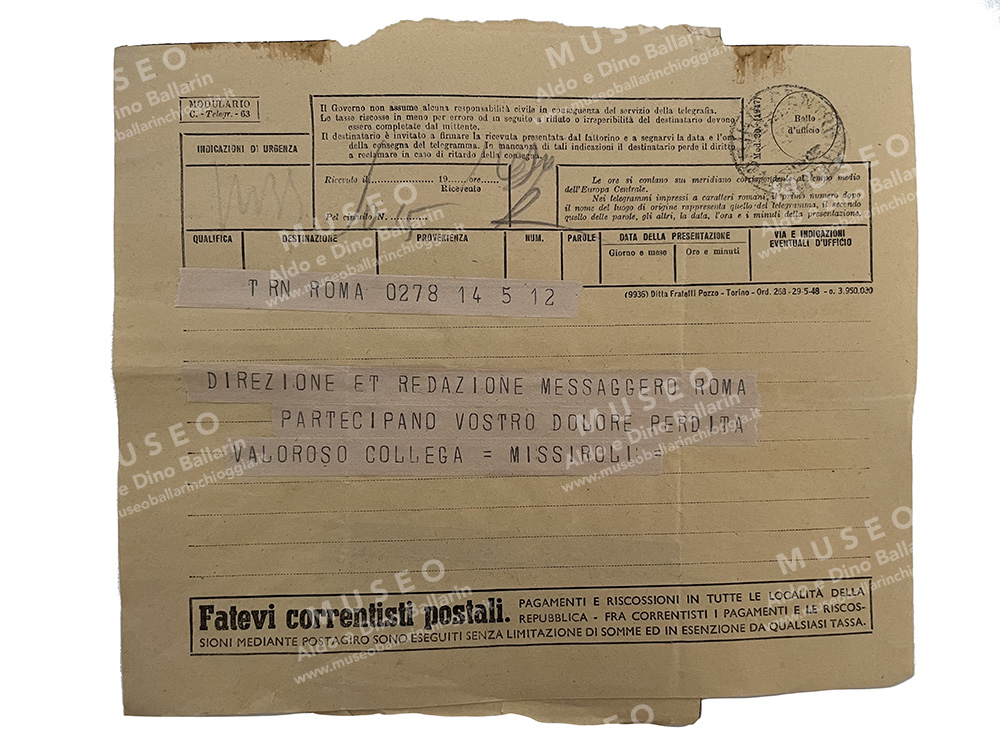 MODULARIO
C. - Telegr. - 63
Il Governo non assume alcuna responsabilità civile in conseguenza del servizio della telegrafia.
Le tasse riscosse in meno per errore od in seguito a rifiuto o irreperibilità del destinatario devono
essere completate dal mittente.
Il destinatario è invitato a firmare la ricevuta presentata dal fattorino e a segnarvi la data e l'ora
della consegna del telegramma. In mancanza di tali indicazioni il destinatario perde il diritto
a reclamare in caso di ritardo della consegna.
Mod. 30 (1947)
Bollo
d'ufficio
INDICAZIONI DI URGENZA
Ricevuto il 19 ore
Ricevente
Pel circuito N.
Le ore si contano sul meridiano corrispondente al tempo medio
dell'Europa Centrale.
Nei telegrammi impressi a caratteri romani, il primo numero dopo
il nome del luogo di origine rappresenta quello del telegramma, il secondo
quello delle parole, gli altri, la data, l'ora e i minuti della presentazione.
QUALIFICA DESTINAZIONE PROVENIENZA NUM. PAROLE DATA DELLA PRESENTAZIONE VIA E INDICAZIONI
EVENTUALI D'UFFICIO
Giorno e mese Ore e minuti
TRN ROMA 0278 14 5 12
(9935) Ditta Fratelli Pozzo - Torino - Ord. 268 - 29-5-48 - o. 3.950.000
DIREZIONE ET REDAZIONE MESSAGGERO ROMA
PARTECIPANO VOSTRO DOLORE PERDITA
VALOROSO COLLEGA = MISSIROLI =
Fatevi correntisti postali. PAGAMENTI E RISCOSSIONI IN TUTTE LE LOCALITÀ DELLA
REPUBBLICA - FRA CORRENTISTI I PAGAMENTI E LE RISCOS-
SIONI MEDIANTE POSTAGIRO SONO ESEGUITI SENZA LIMITAZIONE DI SOMME ED IN ESENZIONE DA QUALSIASI TASSA.
MUSEO
Aldo e Dino Ballarin
www.museoballarinchioggia.it